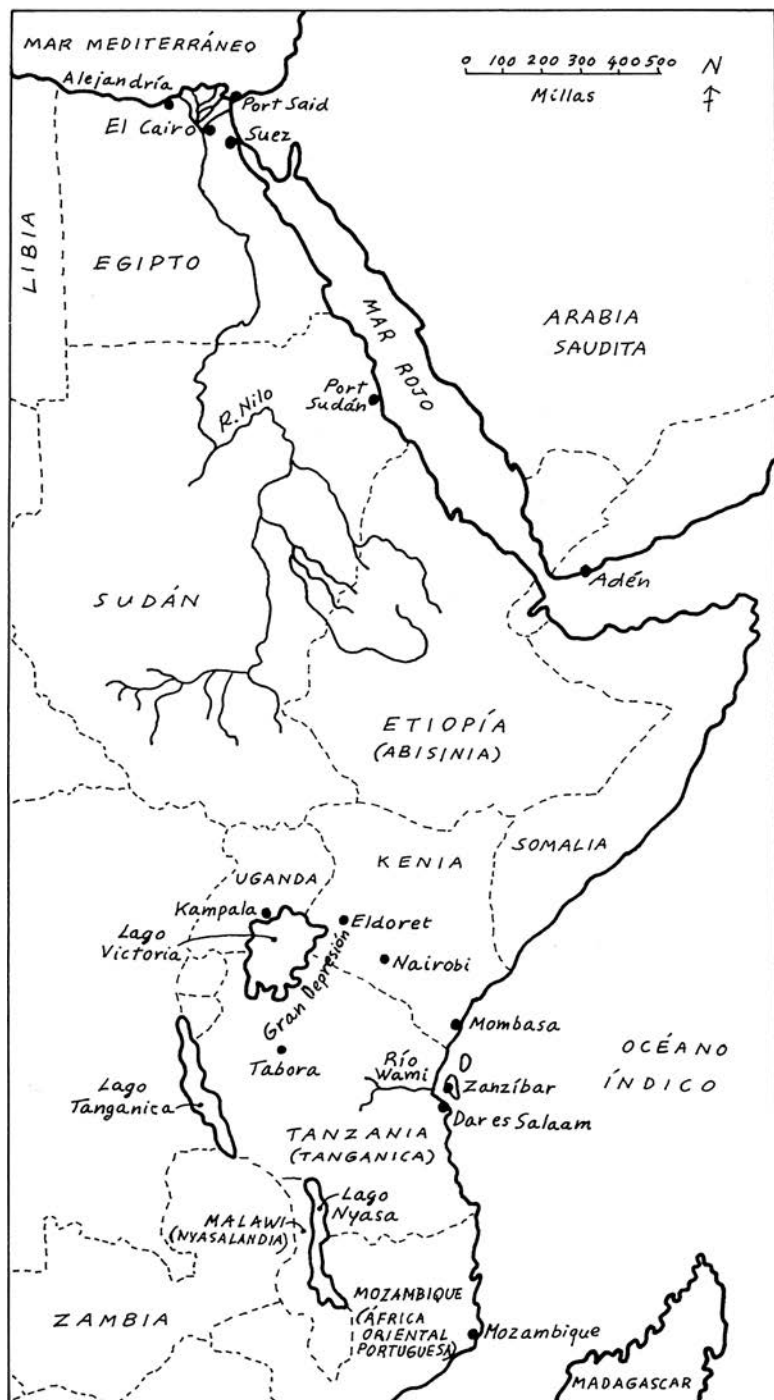 MAR MEDITERRÁNEO
0 100 200 300 400 500
Millas
N
Alejandría
Port Said
El Cairo
Suez
LIBIA
EGIPTO
MAR ROJO
ARABIA
SAUDITA
Port
Sudán
R. Nilo
Adén
SUDÁN
ETIOPÍA
(ABISINIA)
SOMALIA
KENIA
UGANDA
Kampala
Eldoret
Lago
Victoria
Nairobi
Gran Depresión
Mombasa
Tabora
OCÉANO
ÍNDICO
Río
Wami
Zanzíbar
Lago
Tanganica
Dar es Salaam
TANZANIA
(TANGANICA)
Lago
Nyasa
MALAWI
(NYASALANDIA)
MOZAMBIQUE
(ÁFRICA
ORIENTAL
PORTUGUESA)
ZAMBIA
Mozambique
MADAGASCAR